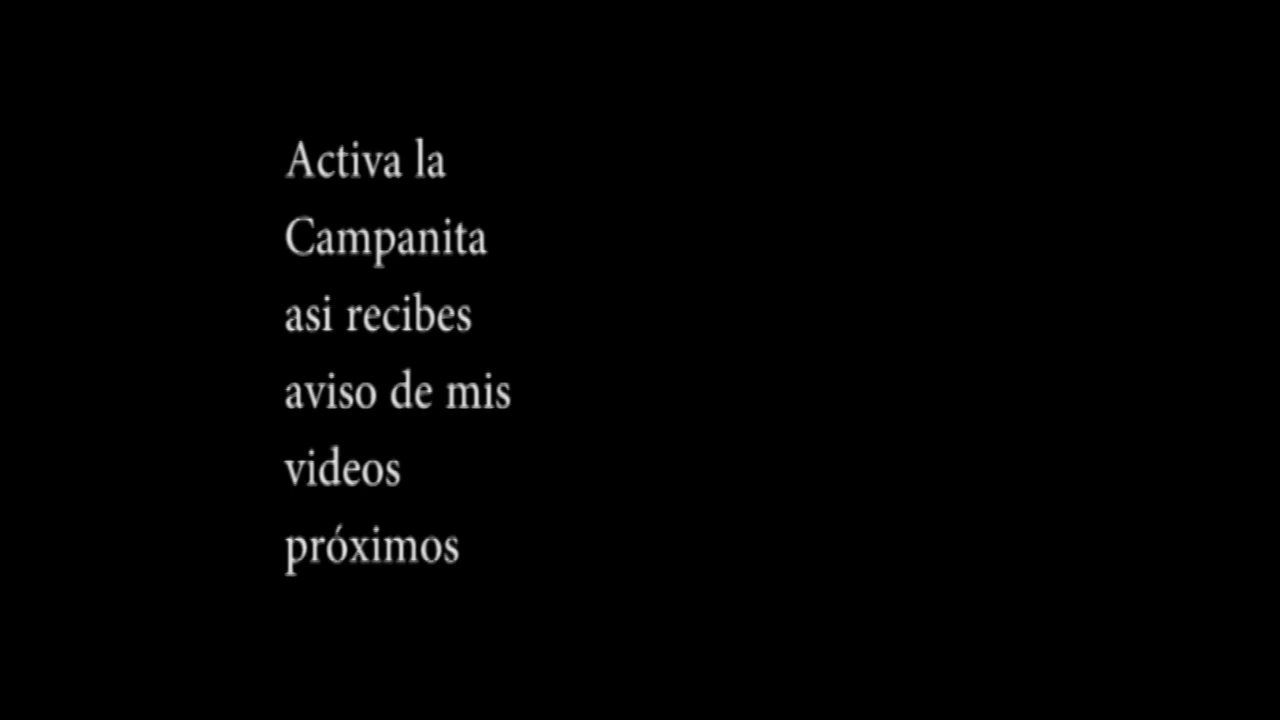 Activa la
Campanita
asi recibes
aviso de mis
videos
próximos